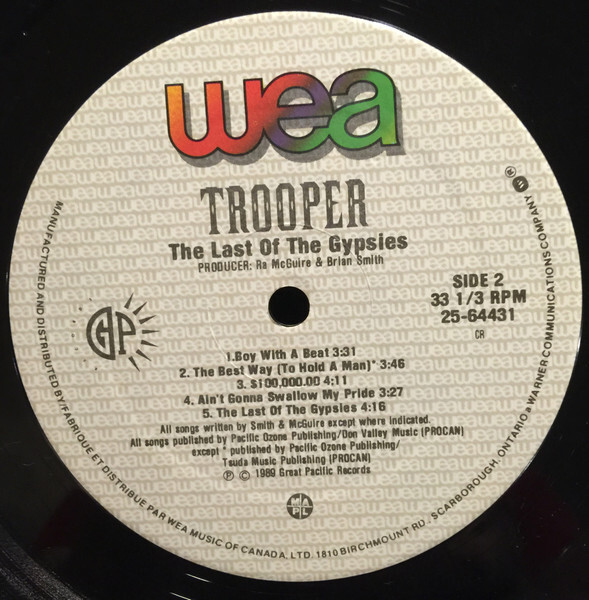 wea
TROOPER
The Last Of The Gypsies
PRODUCER: Ra McGuire & Brian Smith
SIDE 2
33 1/3 RPM
25-64431
CR
GP
1.Boy With A Beat 3:31
2. The Best Way (To Hold A Man)* 3:46
3. $100,000.00 4:11
4. Ain't Gonna Swallow My Pride 3:27
5. The Last Of The Gypsies 4:16
All songs written by Smith & McGuire except where indicated.
All songs published by Pacific Ozone Publishing/Don Valley Music (PROCAN)
except * published by Pacific Ozone Publishing/
Tsuda Music Publishing (PROCAN)
Ⓟ © 1989 Great Pacific Records
MAPL
MANUFACTURED AND DISTRIBUTED BY/FABRIQUE ET DISTRIBUE PAR WEA MUSIC OF CANADA, LTD. 1810 BIRCHMOUNT RD., SCARBOROUGH, ONTARIO a WARNER COMMUNICATIONS COMPANY